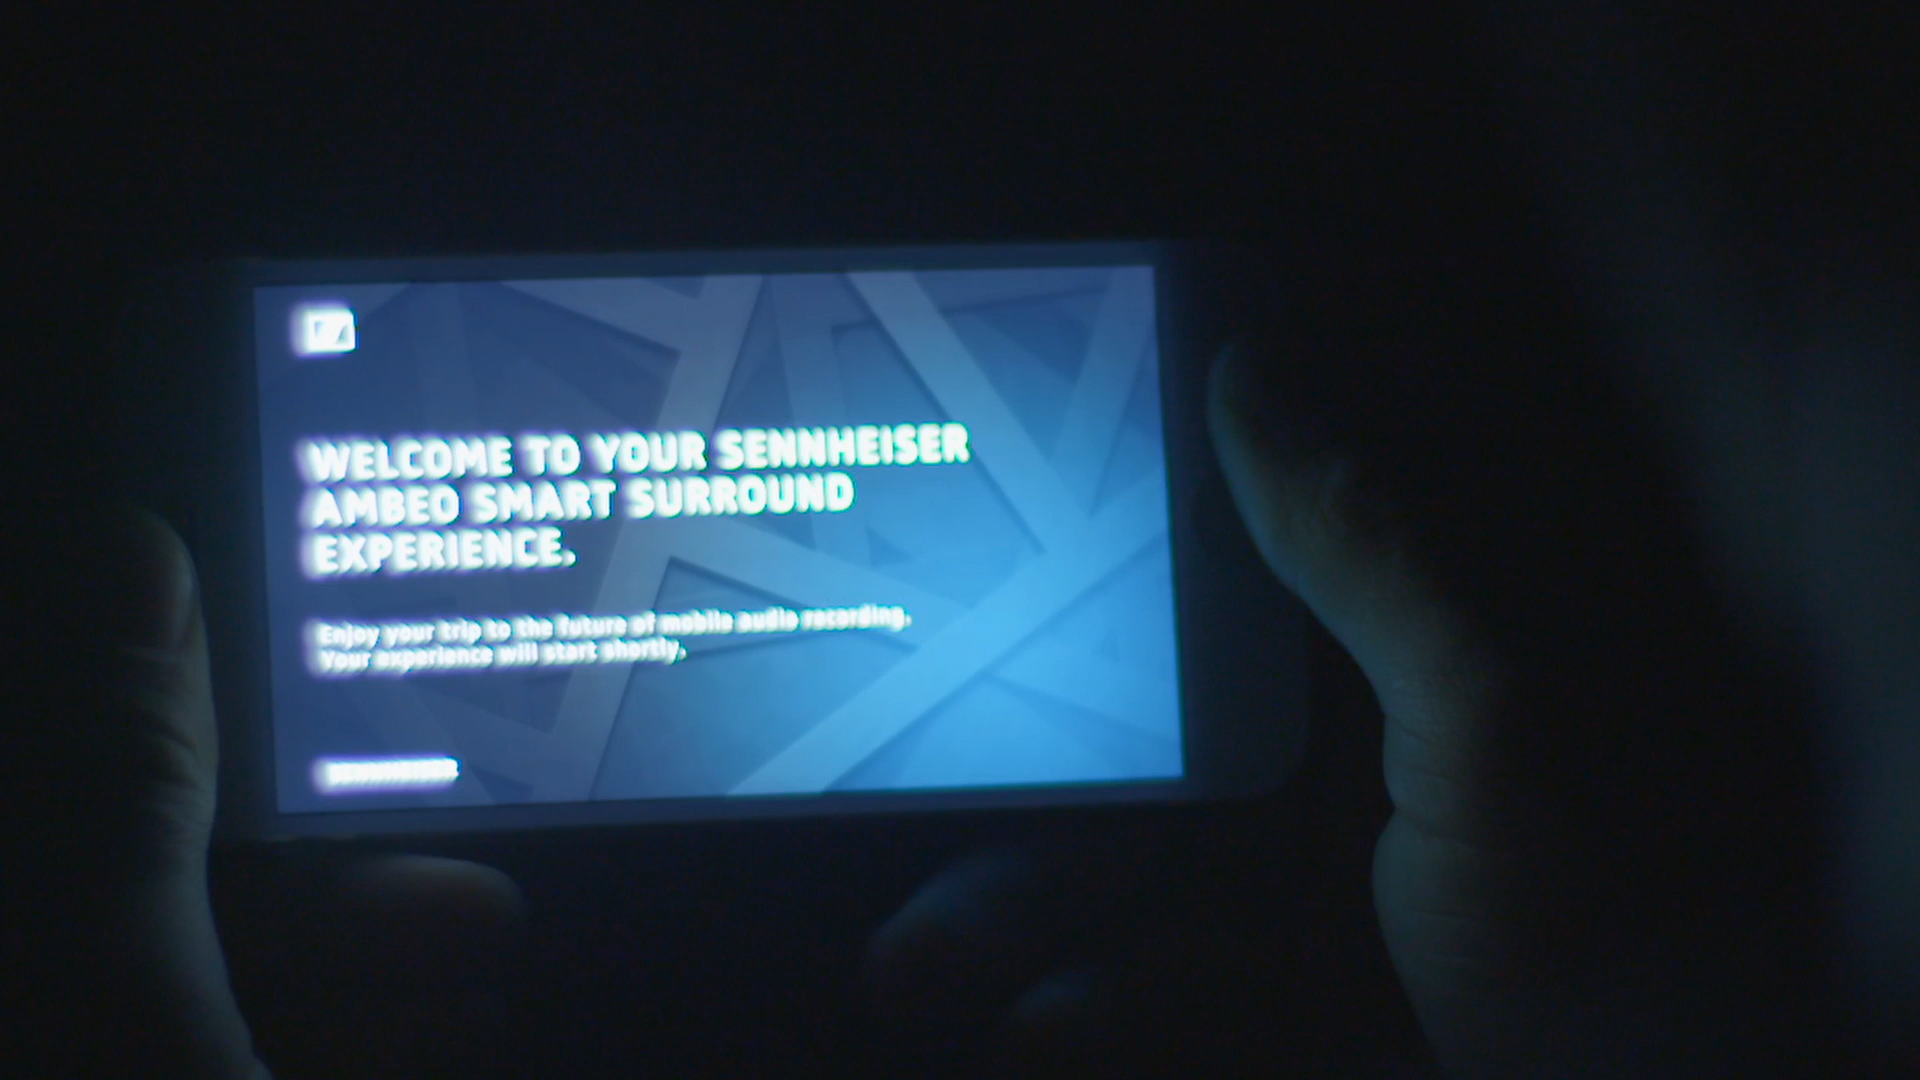 WELCOME TO YOUR SENNHEISER
AMBEO SMART SURROUND
EXPERIENCE.
Enjoy your trip to the future of mobile audio recording.
Your experience will start shortly.